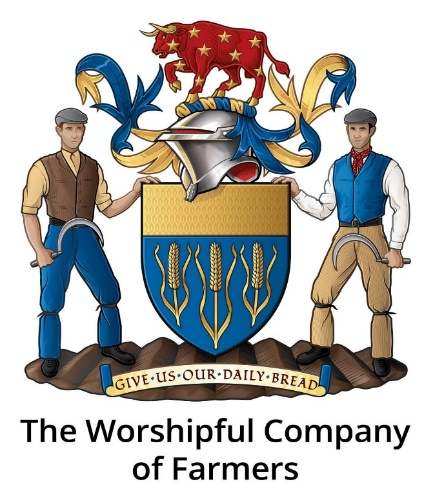 GIVE·US·OUR·DAILY·BREAD
The Worshipful Company
of Farmers